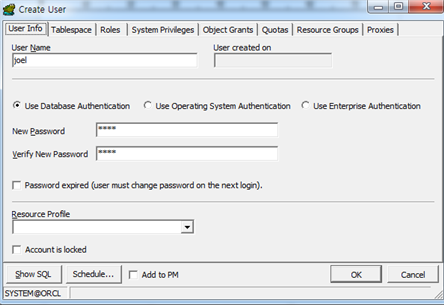 Create User
User Info Tablespace Roles System Privileges Object Grants Quotas Resource Groups Proxies
User Name User created on
joel
Use Database Authentication Use Operating System Authentication Use Enterprise Authentication
New Password ****
Verify New Password ****
Password expired (user must change password on the next login).
Resource Profile
Account is locked
Show SQL Schedule... Add to PM OK Cancel
SYSTEM@ORCL